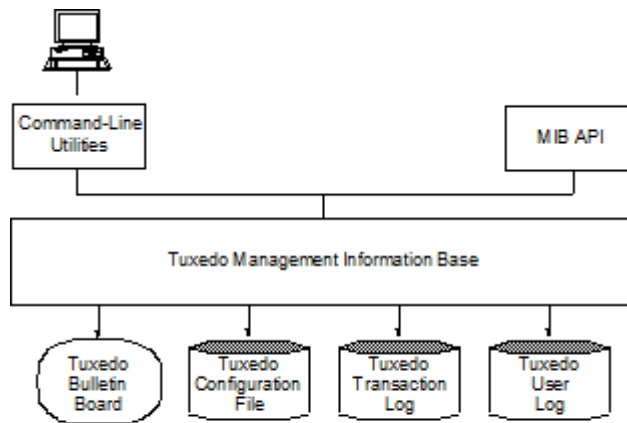 Command-Line
Utilities
MIB API
Tuxedo Management Information Base
Tuxedo
Bulletin
Board
Tuxedo
Configuration
File
Tuxedo
Transaction
Log
Tuxedo
User
Log